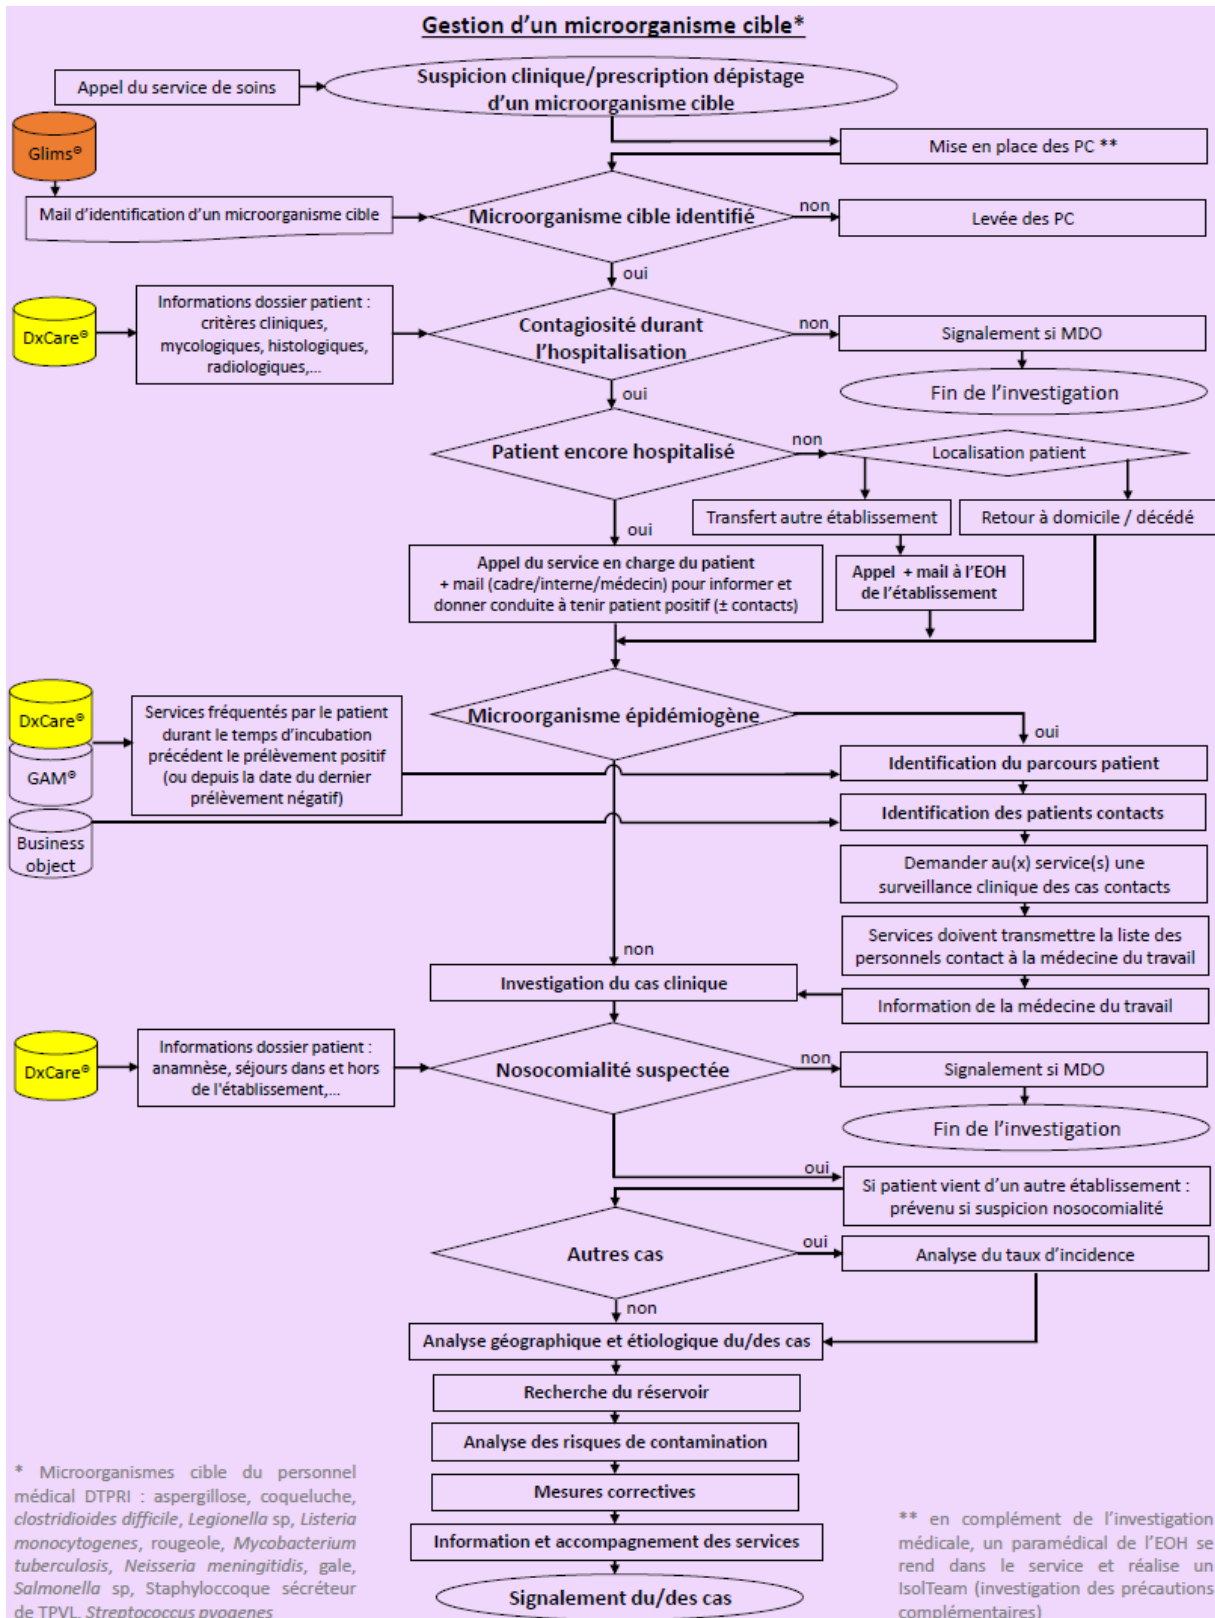 Gestion d'un microorganisme cible*
Appel du service de soins
Suspicion clinique/prescription dépistage
d'un microorganisme cible
Glims®
Mise en place des PC **
Mail d'identification d'un microorganisme cible
Microorganisme cible identifié
non
Levée des PC
oui
DxCare®
Informations dossier patient :
critères cliniques,
mycologiques, histologiques,
radiologiques,...
Contagiosité durant
l'hospitalisation
non
Signalement si MDO
Fin de l'investigation
oui
Patient encore hospitalisé
non
Localisation patient
Transfert autre établissement
Retour à domicile / décédé
oui
Appel du service en charge du patient
+ mail (cadre/interne/médecin) pour informer et
donner conduite à tenir patient positif (± contacts)
Appel + mail à l'EOH
de l'établissement
DxCare®
GAM®
Services fréquentés par le patient
durant le temps d'incubation
précédent le prélèvement positif
(ou depuis la date du dernier
prélèvement négatif)
Microorganisme épidémiogène
oui
Identification du parcours patient
Business
object
Identification des patients contacts
Demander au(x) service(s) une
surveillance clinique des cas contacts
Services doivent transmettre la liste des
personnels contact à la médecine du travail
non
Investigation du cas clinique
Information de la médecine du travail
DxCare®
Informations dossier patient :
anamnèse, séjours dans et hors
de l'établissement,...
Nosocomialité suspectée
non
Signalement si MDO
Fin de l'investigation
oui
Si patient vient d'un autre établissement :
prévenu si suspicion nosocomialité
Autres cas
oui
Analyse du taux d'incidence
non
Analyse géographique et étiologique du/des cas
Recherche du réservoir
Analyse des risques de contamination
Mesures correctives
Information et accompagnement des services
Signalement du/des cas
* Microorganismes cible du personnel
médical DTPRI : aspergillose, coqueluche,
clostridioides difficile, Legionella sp, Listeria
monocytogenes, rougeole, Mycobacterium
tuberculosis, Neisseria meningitidis, gale,
Salmonella sp, Staphyloccoque sécréteur
de TPVL, Streptococcus pyogenes
** en complément de l'investigation
médicale, un paramédical de l'EOH se
rend dans le service et réalise un
IsolTeam (investigation des précautions
complémentaires)